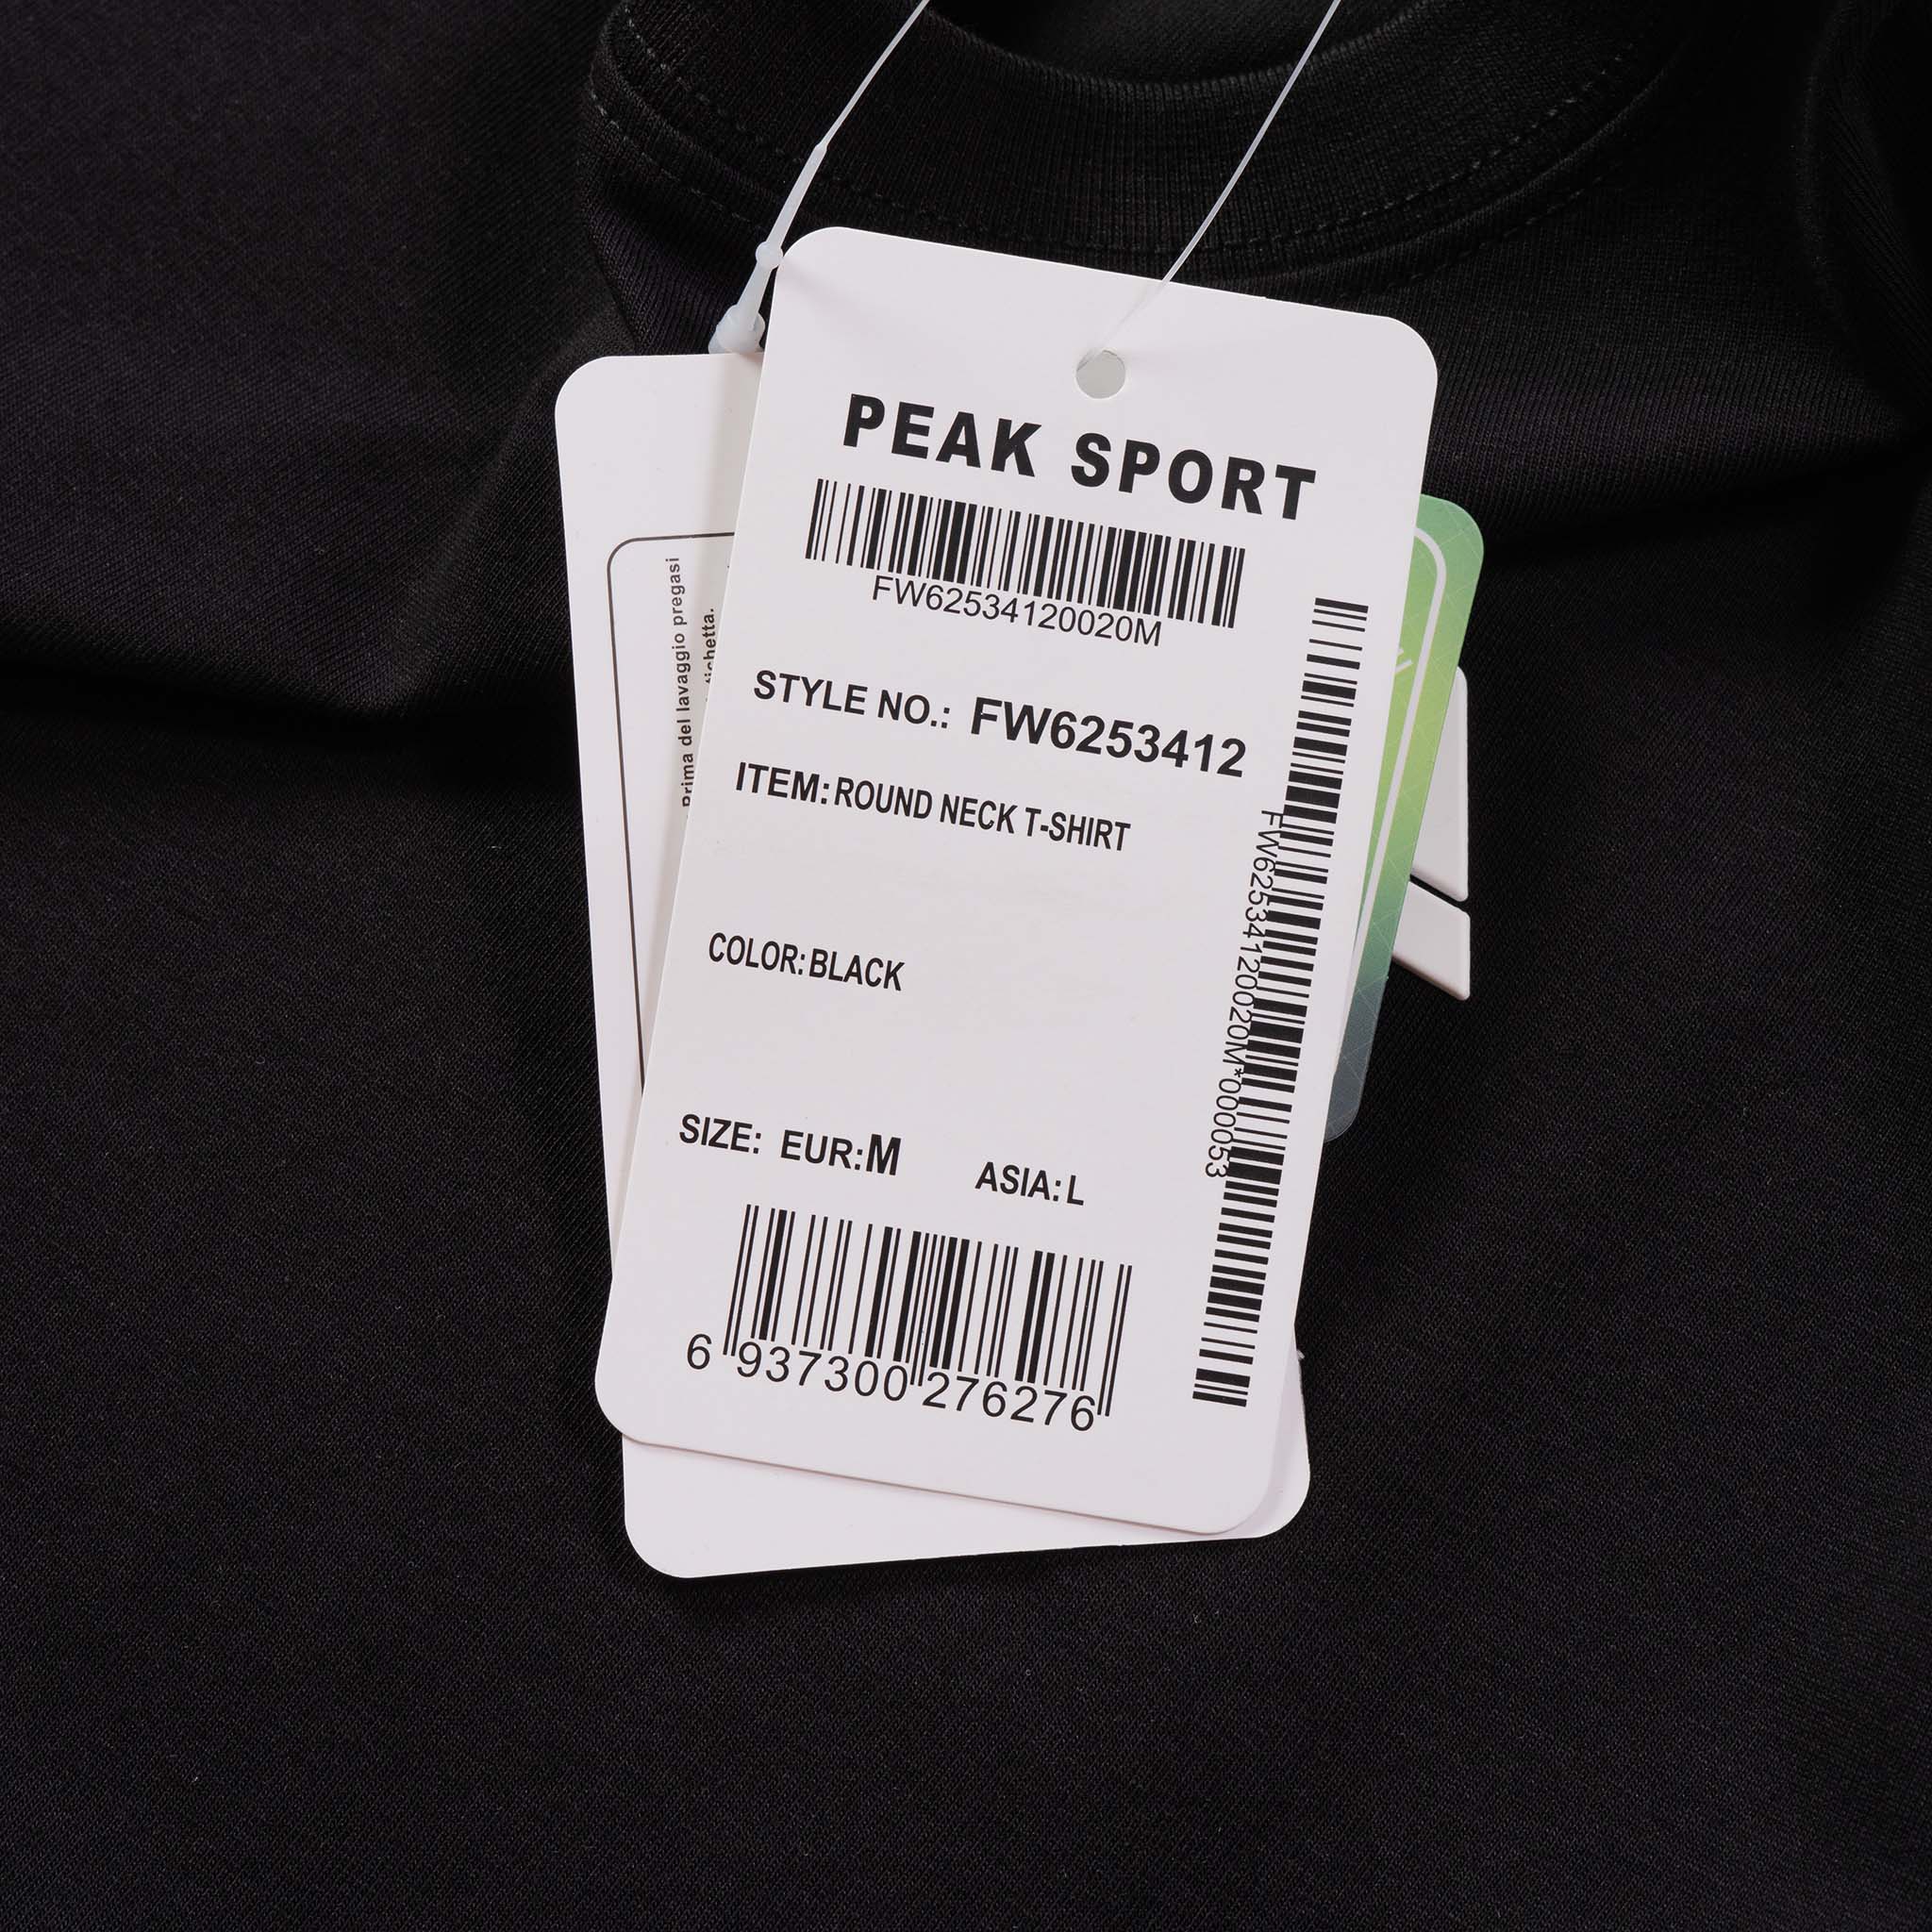 PEAK SPORT
FW62534120020M
STYLE NO.: FW6253412
ITEM: ROUND NECK T-SHIRT
COLOR: BLACK
SIZE: EUR:M ASIA: L
6 937300 276276
FW62534120020M*000053
Prima del lavaggio pregasi